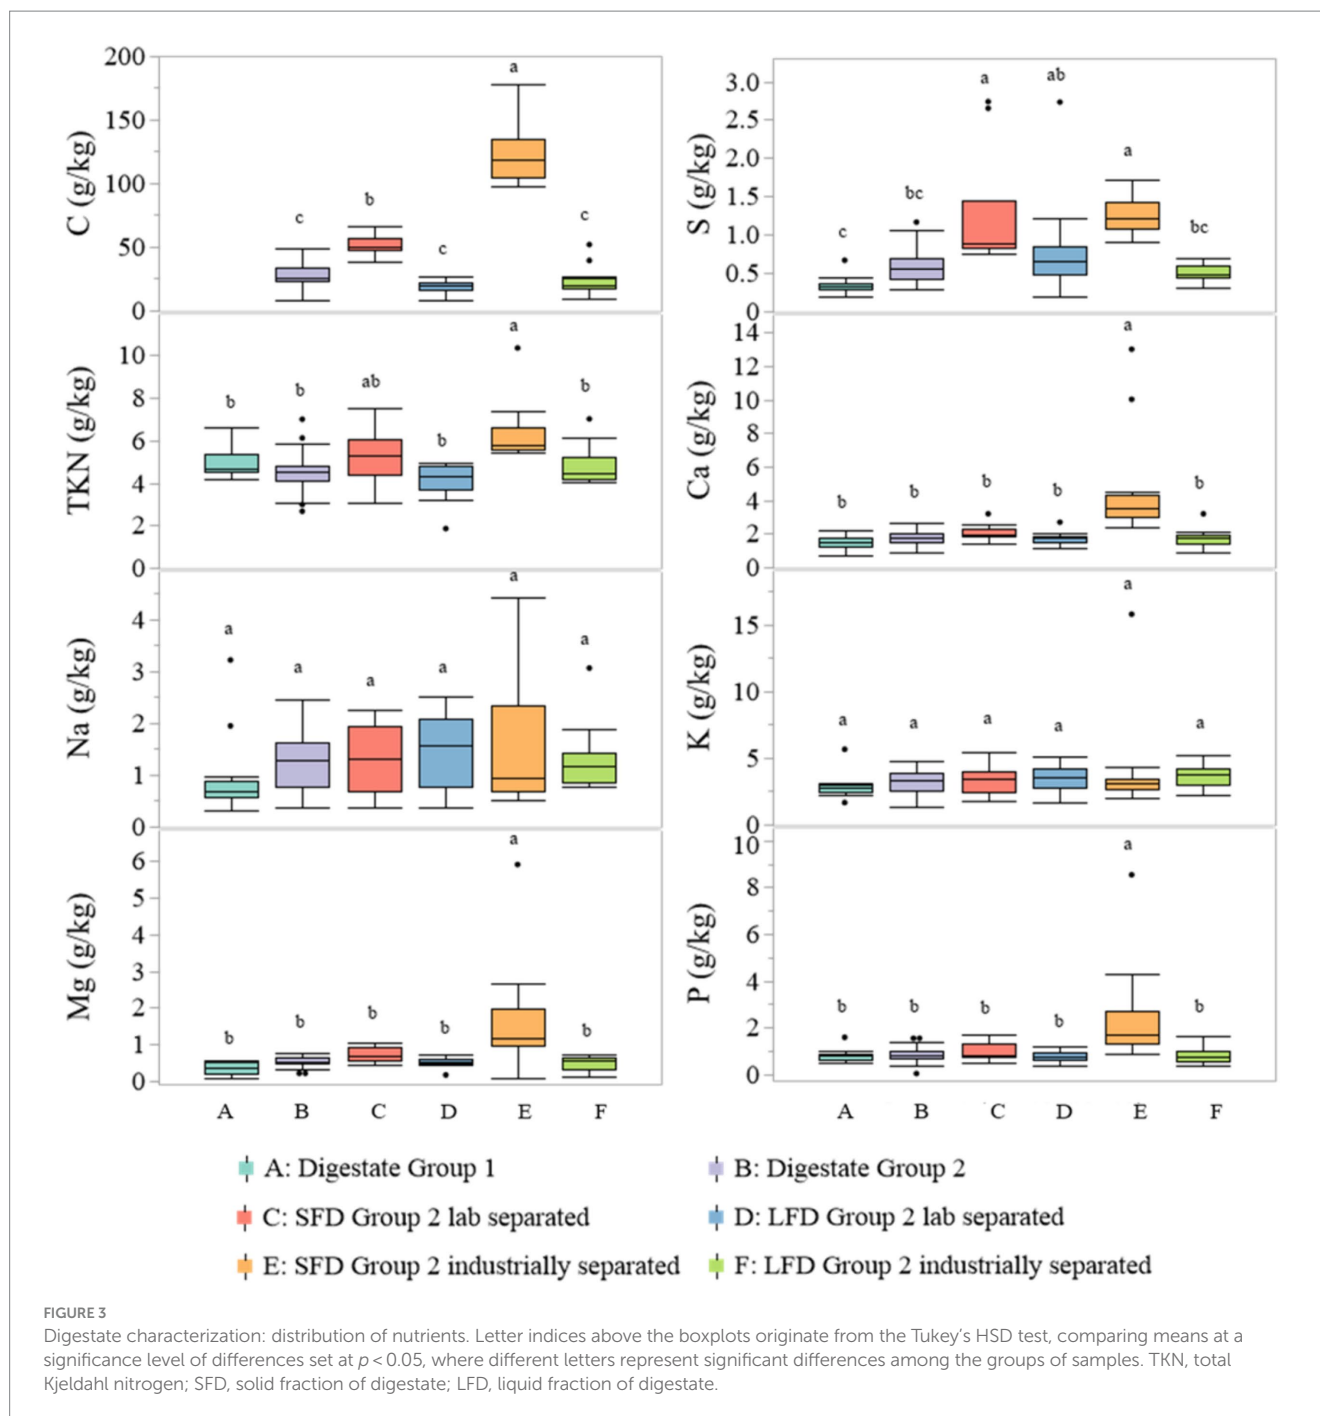 C (g/kg)
200
150
100
50
0
c
b
c
a
c
S (g/kg)
3.0
2.5
2.0
1.5
1.0
0.5
0
c
bc
a
ab
a
bc
TKN (g/kg)
10
8
6
4
2
0
b
b
ab
b
a
b
Ca (g/kg)
14
12
10
8
6
4
2
0
b
b
b
b
a
b
Na (g/kg)
4
3
2
1
0
a
a
a
a
a
a
K (g/kg)
15
10
5
0
a
a
a
a
a
a
Mg (g/kg)
6
5
4
3
2
1
0
b
b
b
b
a
b
P (g/kg)
10
8
6
4
2
0
b
b
b
b
a
b
A B C D E F
A B C D E F
A: Digestate Group 1
B: Digestate Group 2
C: SFD Group 2 lab separated
D: LFD Group 2 lab separated
E: SFD Group 2 industrially separated
F: LFD Group 2 industrially separated
FIGURE 3
Digestate characterization: distribution of nutrients. Letter indices above the boxplots originate from the Tukey's HSD test, comparing means at a
significance level of differences set at p < 0.05, where different letters represent significant differences among the groups of samples. TKN, total
Kjeldahl nitrogen; SFD, solid fraction of digestate; LFD, liquid fraction of digestate.